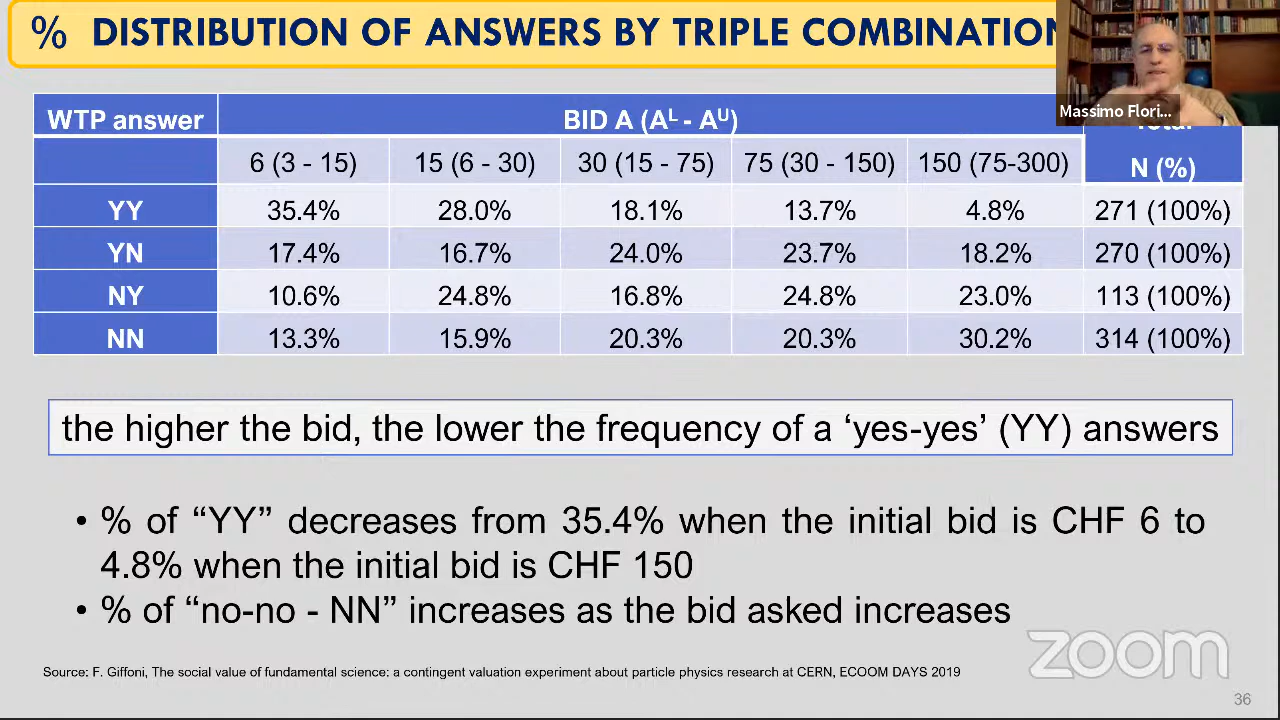 % DISTRIBUTION OF ANSWERS BY TRIPLE COMBINATION
Massimo Flori...
WTP answer BID A (Aᴸ - Aᵁ) Total
6 (3 - 15) 15 (6 - 30) 30 (15 - 75) 75 (30 - 150) 150 (75-300) N (%)
YY 35.4% 28.0% 18.1% 13.7% 4.8% 271 (100%)
YN 17.4% 16.7% 24.0% 23.7% 18.2% 270 (100%)
NY 10.6% 24.8% 16.8% 24.8% 23.0% 113 (100%)
NN 13.3% 15.9% 20.3% 20.3% 30.2% 314 (100%)
the higher the bid, the lower the frequency of a ‘yes-yes’ (YY) answers
• % of “YY” decreases from 35.4% when the initial bid is CHF 6 to
4.8% when the initial bid is CHF 150
• % of “no-no - NN” increases as the bid asked increases
zoom
Source: F. Giffoni, The social value of fundamental science: a contingent valuation experiment about particle physics research at CERN, ECOOM DAYS 2019
36